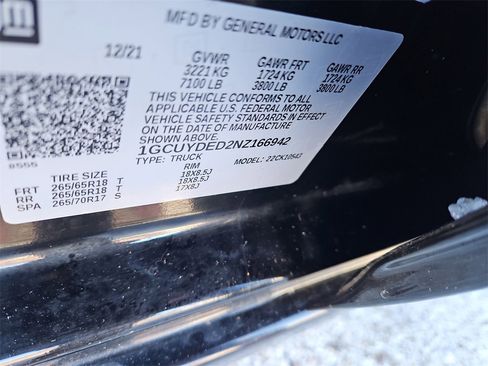 gm
MFD BY GENERAL MOTORS LLC
12/21 GVWR GAWR FRT GAWR RR
3221 KG 1724 KG 1724 KG
7100 LB 3800 LB 3800 LB
THIS VEHICLE CONFORMS TO ALL
APPLICABLE U.S. FEDERAL MOTOR
VEHICLE SAFETY STANDARDS IN EFFECT
ON THE DATE OF MANUFACTURE
SHOWN ABOVE.
1GCUYDED2NZ166942
8555 TYPE: TRUCK MODEL: 22CK10543
TIRE SIZE RIM
FRT 265/65R18 T 18X8.5J
RR 265/65R18 T 18X8.5J
SPA 265/70R17 S 17X8J